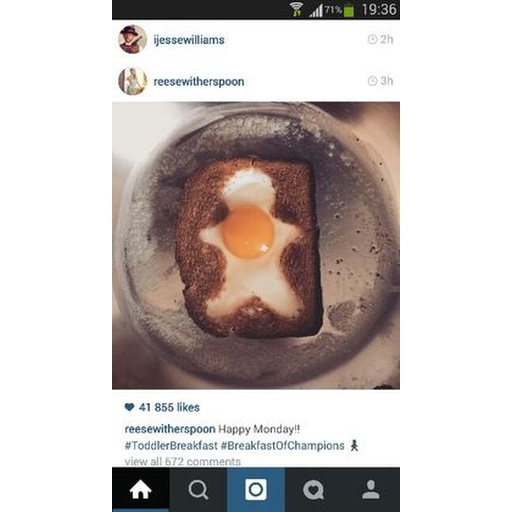 71% 19:36
ijessewilliams 2h
reesewitherspoon 3h
41 855 likes
reesewitherspoon Happy Monday!!
#ToddlerBreakfast #BreakfastOfChampions
view all 672 comments